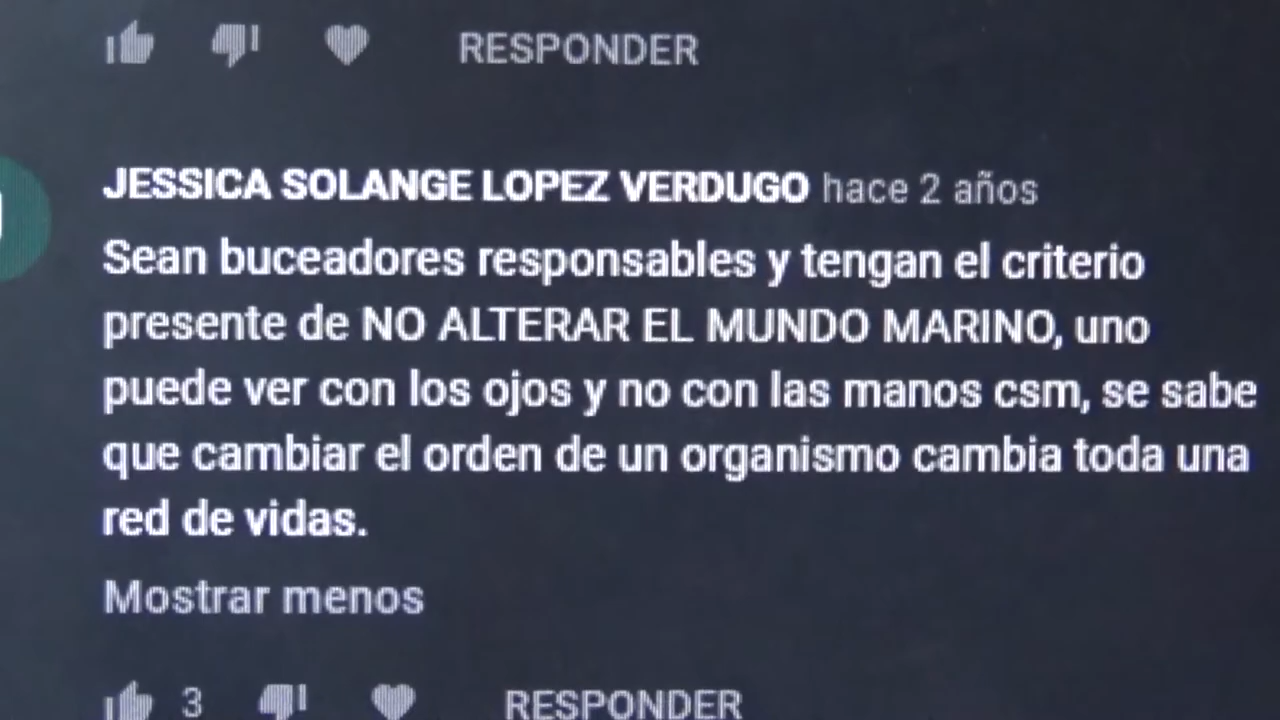 RESPONDER
JESSICA SOLANGE LOPEZ VERDUGO hace 2 años
Sean buceadores responsables y tengan el criterio
presente de NO ALTERAR EL MUNDO MARINO, uno
puede ver con los ojos y no con las manos csm, se sabe
que cambiar el orden de un organismo cambia toda una
red de vidas.
Mostrar menos
3 RESPONDER